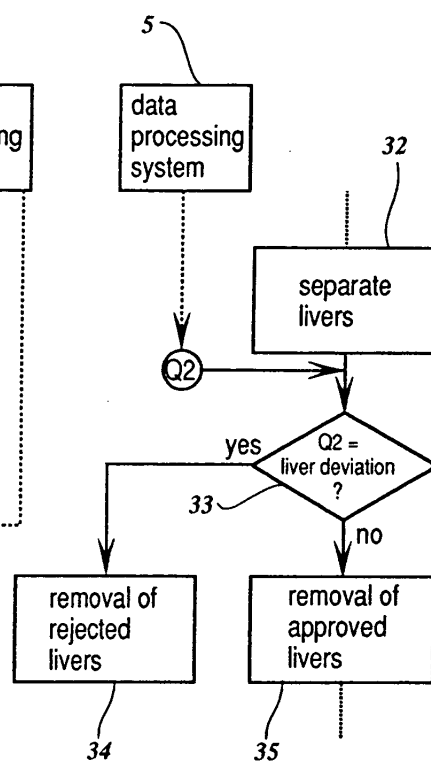 5
ng
data
processing
system
32
separate
livers
Q2
yes
Q2 =
liver deviation
?
33
no
removal of
rejected
livers
removal of
approved
livers
34
35